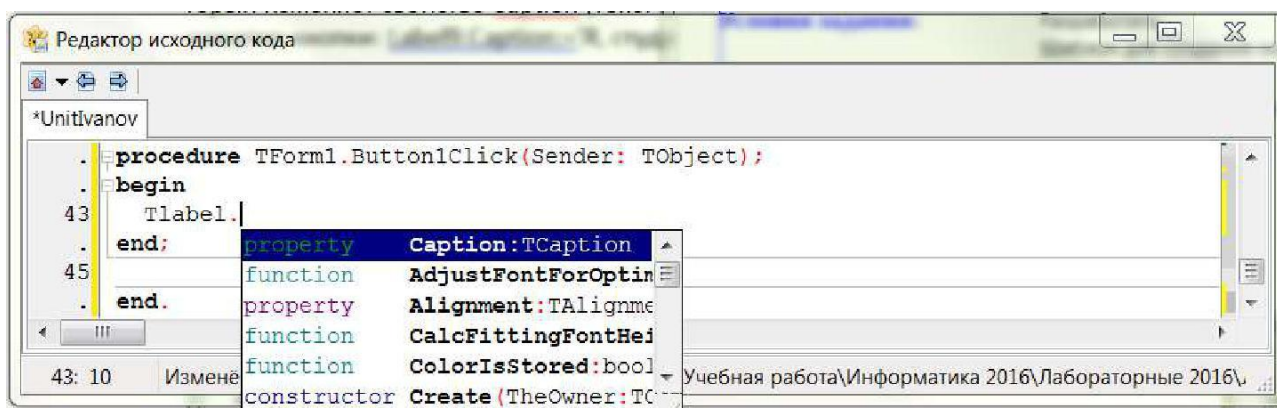 Редактор исходного кода
*UnitIvanov
. procedure TForm1.Button1Click(Sender: TObject);
. begin
43 Tlabel.
. end;
45
. end.
property Caption:TCaption
function AdjustFontForOptim
property Alignment:TAlignme
function CalcFittingFontHei
function ColorIsStored:bool
constructor Create(TheOwner:TC
43: 10 Изменё Учебная работа\Информатика 2016\Лабораторные 2016\